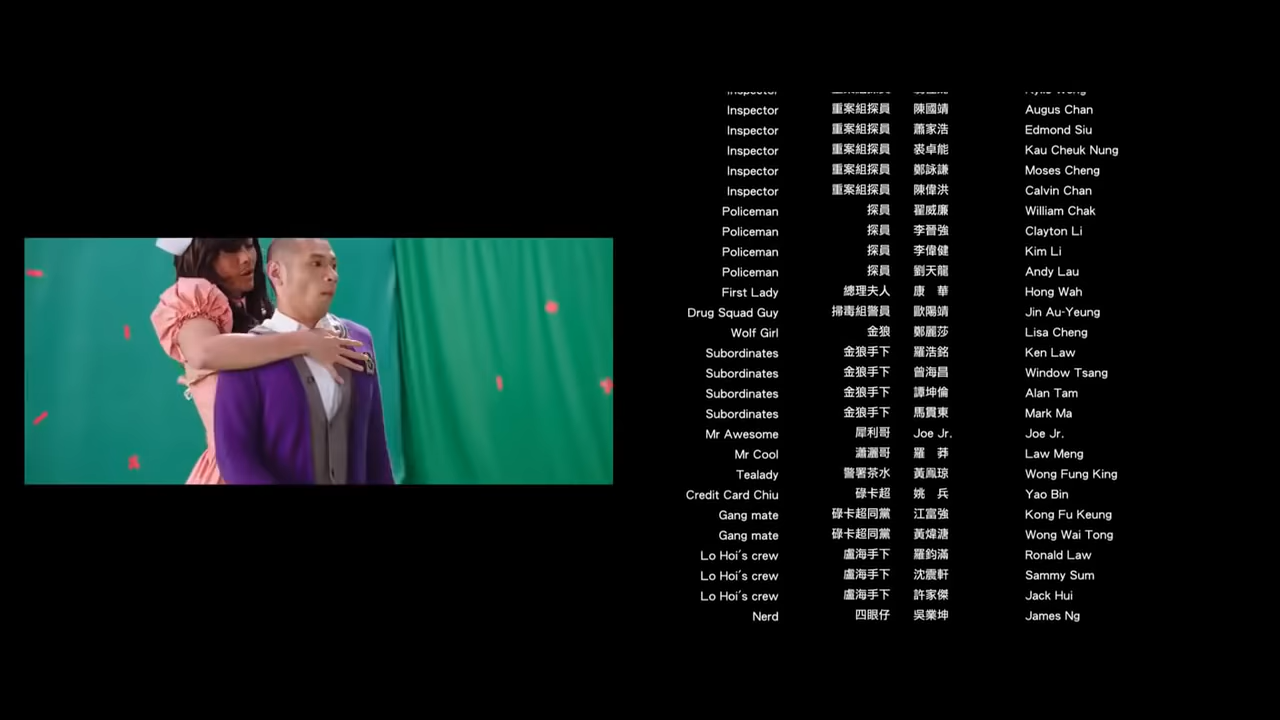 Inspector 重案組探員 陳國靖 Augus Chan
Inspector 重案組探員 蕭家浩 Edmond Siu
Inspector 重案組探員 裘卓能 Kau Cheuk Nung
Inspector 重案組探員 鄭詠謙 Moses Cheng
Inspector 重案組探員 陳偉洪 Calvin Chan
Policeman 探員 翟威廉 William Chak
Policeman 探員 李晉強 Clayton Li
Policeman 探員 李偉健 Kim Li
Policeman 探員 劉天龍 Andy Lau
First Lady 總理夫人 康 華 Hong Wah
Drug Squad Guy 掃毒組警員 歐陽靖 Jin Au-Yeung
Wolf Girl 金狼 鄭麗莎 Lisa Cheng
Subordinates 金狼手下 羅浩銘 Ken Law
Subordinates 金狼手下 曾海昌 Window Tsang
Subordinates 金狼手下 譚坤倫 Alan Tam
Subordinates 金狼手下 馬貫東 Mark Ma
Mr Awesome 犀利哥 Joe Jr. Joe Jr.
Mr Cool 瀟灑哥 羅 莽 Law Meng
Tealady 警署茶水 黃鳳琼 Wong Fung King
Credit Card Chiu 碌卡超 姚 兵 Yao Bin
Gang mate 碌卡超同黨 江富強 Kong Fu Keung
Gang mate 碌卡超同黨 黃煒溏 Wong Wai Tong
Lo Hoi's crew 盧海手下 羅鈞滿 Ronald Law
Lo Hoi's crew 盧海手下 沈震軒 Sammy Sum
Lo Hoi's crew 盧海手下 許家傑 Jack Hui
Nerd 四眼仔 吳業坤 James Ng